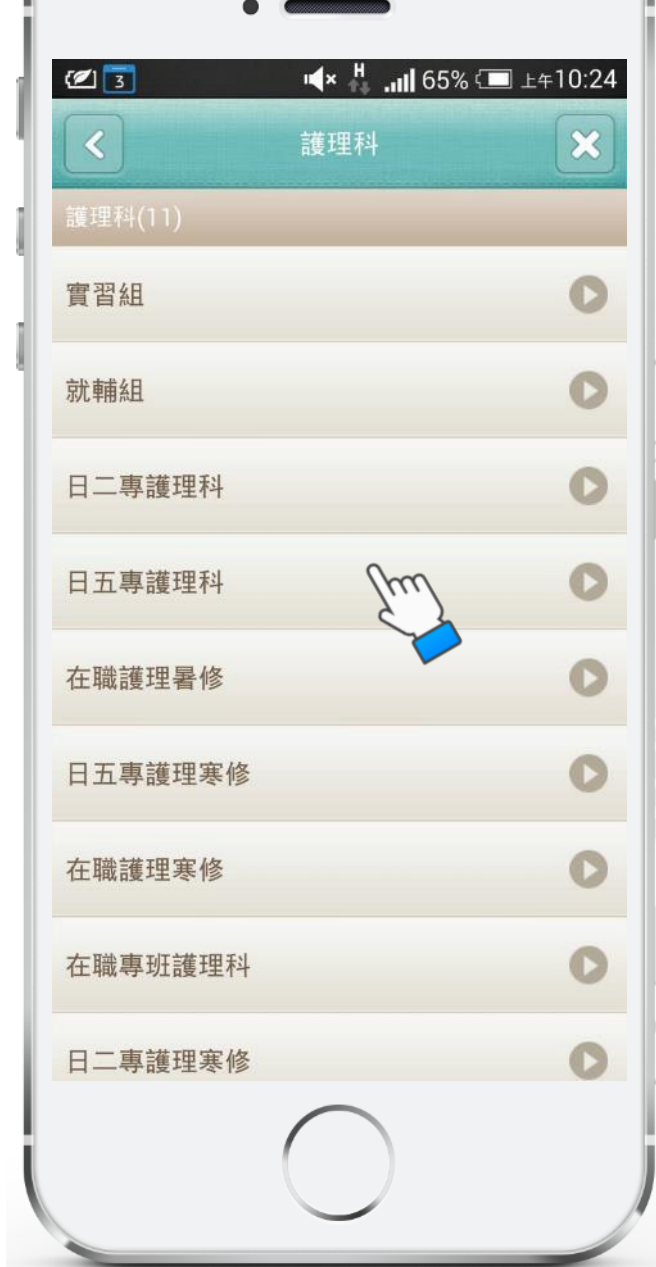 3
H
65%
上午10:24
護理科
護理科(11)
實習組
就輔組
日二專護理科
日五專護理科
在職護理暑修
日五專護理寒修
在職護理寒修
在職專班護理科
日二專護理寒修